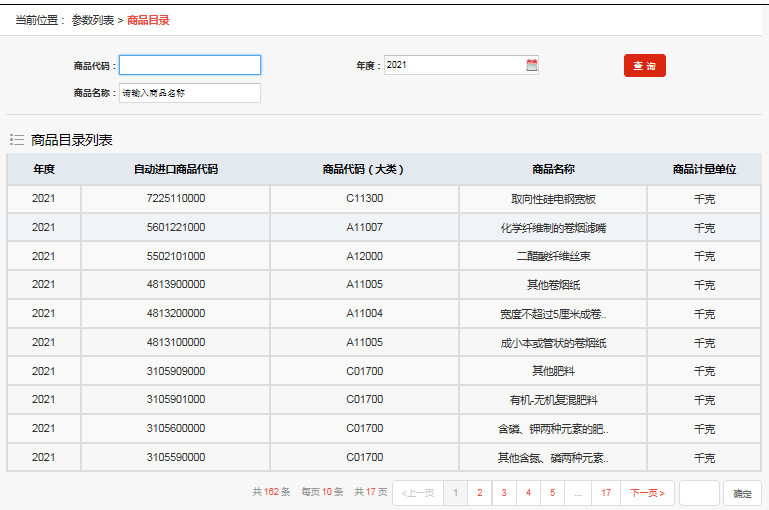 当前位置： 参数列表 > 商品目录
商品代码： 年度： 2021 查 询
商品名称： 请输入商品名称
商品目录列表
年度 自动进口商品代码 商品代码（大类） 商品名称 商品计量单位
2021 7225110000 C11300 取向性硅电钢宽板 千克
2021 5601221000 A11007 化学纤维制的卷烟滤嘴 千克
2021 5502101000 A12000 二醋酸纤维丝束 千克
2021 4813900000 A11005 其他卷烟纸 千克
2021 4813200000 A11004 宽度不超过5厘米成卷.. 千克
2021 4813100000 A11005 成小本或管状的卷烟纸 千克
2021 3105909000 C01700 其他肥料 千克
2021 3105901000 C01700 有机-无机复混肥料 千克
2021 3105600000 C01700 含磷、钾两种元素的肥.. 千克
2021 3105590000 C01700 其他含氮、磷两种元素.. 千克
共 162 条 每页 10 条 共 17 页 <上一页 1 2 3 4 5 ... 17 下一页 > 确定